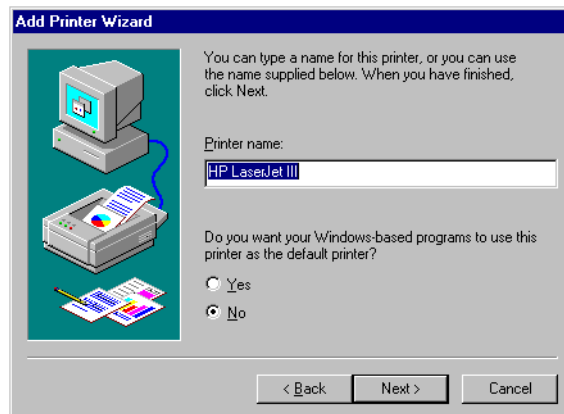 Add Printer Wizard
You can type a name for this printer, or you can use
the name supplied below. When you have finished,
click Next.
Printer name:
HP LaserJet III
Do you want your Windows-based programs to use this
printer as the default printer?
Yes
No
< Back
Next >
Cancel